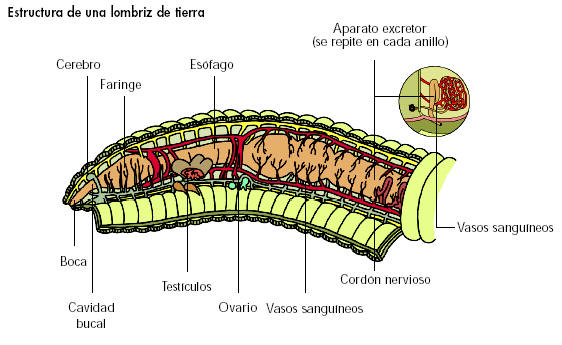 Estructura de una lombriz de tierra
Aparato excretor
(se repite en cada anillo)
Cerebro
Esófago
Faringe
Vasos sanguíneos
Boca
Cordón nervioso
Testículos
Cavidad
bucal
Ovario
Vasos sanguíneos